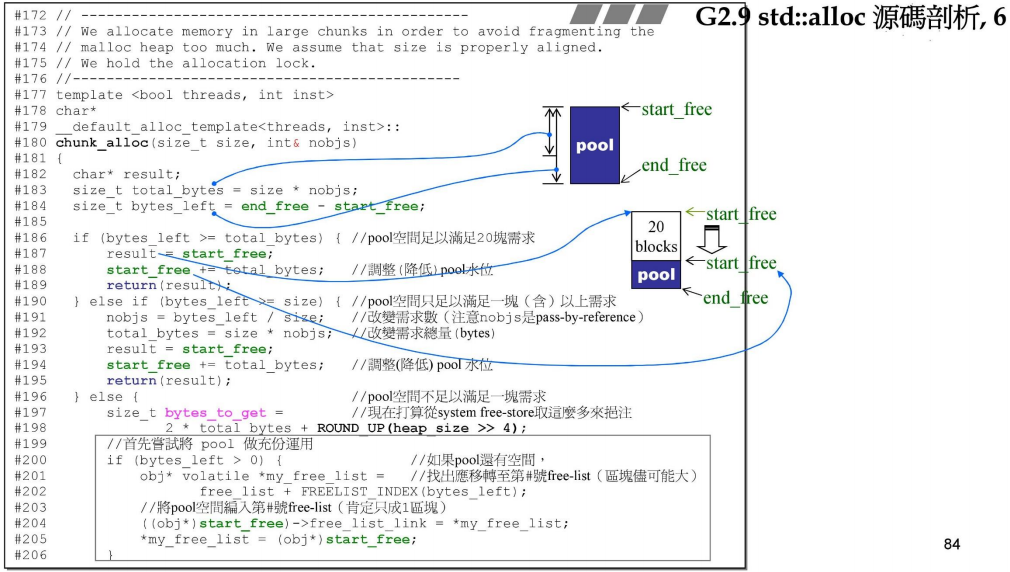 G2.9 std::alloc 源碼剖析, 6
#172 // ---------------------------------------------
#173 // We allocate memory in large chunks in order to avoid fragmenting the
#174 // malloc heap too much. We assume that size is properly aligned.
#175 // We hold the allocation lock.
#176 //--------------------------------------------
#177 template <bool threads, int inst>
#178 char*
#179 __default_alloc_template<threads, inst>::
#180 chunk_alloc(size_t size, int& nobjs)
#181 {
#182 char* result;
#183 size_t total_bytes = size * nobjs;
#184 size_t bytes_left = end_free - start_free;
#185
#186 if (bytes_left >= total_bytes) { //pool空間足以滿足20塊需求
#187 result = start_free;
#188 start_free += total_bytes; //調整(降低)pool水位
#189 return(result);
#190 } else if (bytes_left >= size) { //pool空間只足以滿足一塊（含）以上需求
#191 nobjs = bytes_left / size; //改變需求數（注意nobjs是pass-by-reference）
#192 total_bytes = size * nobjs; //改變需求總量(bytes)
#193 result = start_free;
#194 start_free += total_bytes; //調整(降低) pool 水位
#195 return(result);
#196 } else { //pool空間不足以滿足一塊需求
#197 size_t bytes_to_get = //現在打算從system free-store取這麼多來挹注
#198 2 * total_bytes + ROUND_UP(heap_size >> 4);
#199 //首先嘗試將 pool 做充份運用
#200 if (bytes_left > 0) { //如果pool還有空間，
#201 obj* volatile *my_free_list = //找出應移轉至第#號free-list（區塊儘可能大）
#202 free_list + FREELIST_INDEX(bytes_left);
#203 //將pool空間編入第#號free-list（肯定只成1區塊）
#204 ((obj*)start_free)->free_list_link = *my_free_list;
#205 *my_free_list = (obj*)start_free;
#206 }
start_free
pool
end_free
start_free
20
blocks
start_free
pool
end_free
84